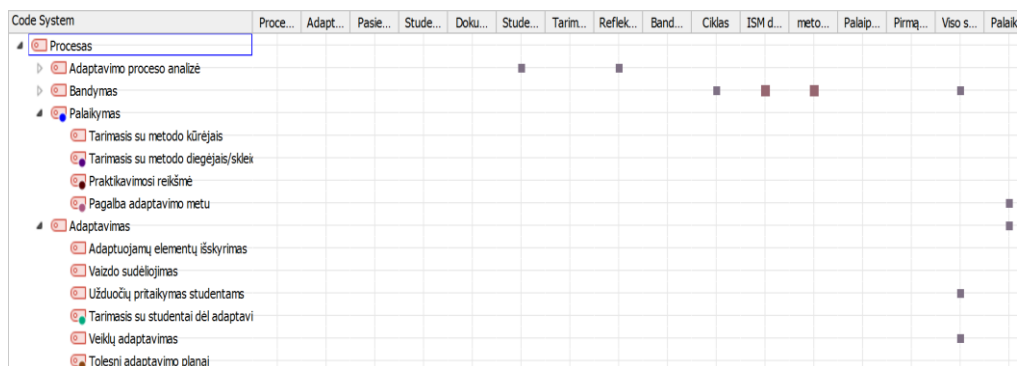 Code System Proce... Adapt... Pasie... Stude... Doku... Stude... Tarim... Reflek... Band... Ciklas ISM d... meto... Palaip... Pirmą... Viso s... Palaik
Procesas
Adaptavimo proceso analizė
Bandymas
Palaikymas
Tarimasis su metodo kūrėjais
Tarimasis su metodo diegėjais/skleic
Praktikavimosi reikšmė
Pagalba adaptavimo metu
Adaptavimas
Adaptuojamų elementų išskyrimas
Vaizdo sudėliojimas
Užduočių pritaikymas studentams
Tarimasis su studentai dėl adaptavi
Veiklų adaptavimas
Tolesni adaptavimo planai